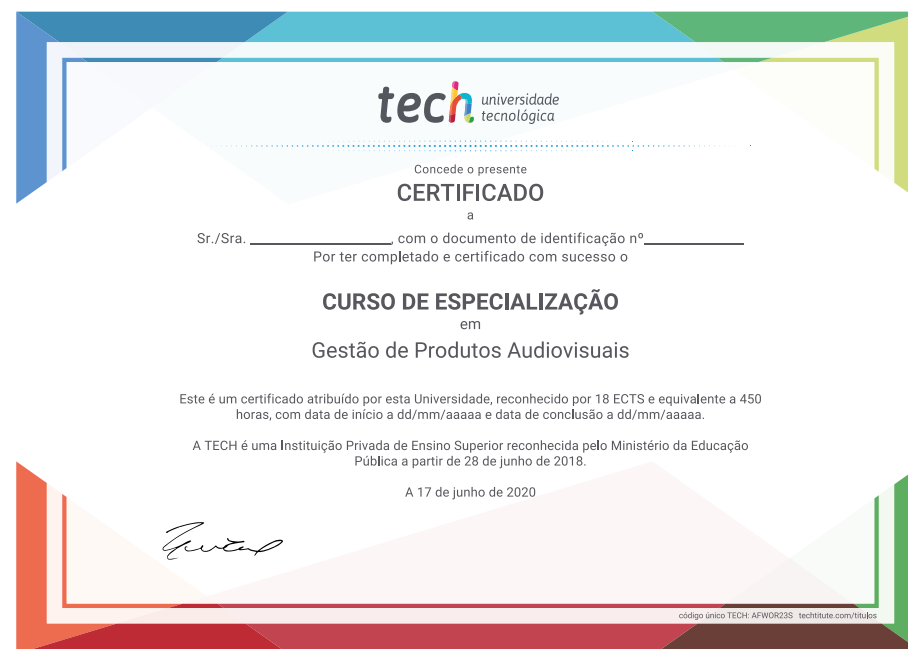 tech universidade
tecnológica
Concede o presente
CERTIFICADO
a
Sr./Sra. ____________________, com o documento de identificação nº______________
Por ter completado e certificado com sucesso o
CURSO DE ESPECIALIZAÇÃO
em
Gestão de Produtos Audiovisuais
Este é um certificado atribuído por esta Universidade, reconhecido por 18 ECTS e equivalente a 450
horas, com data de início a dd/mm/aaaaa e data de conclusão a dd/mm/aaaaa.
A TECH é uma Instituição Privada de Ensino Superior reconhecida pelo Ministério da Educação
Pública a partir de 28 de junho de 2018.
A 17 de junho de 2020
código único TECH: AFWOR23S techtitute.com/titulos